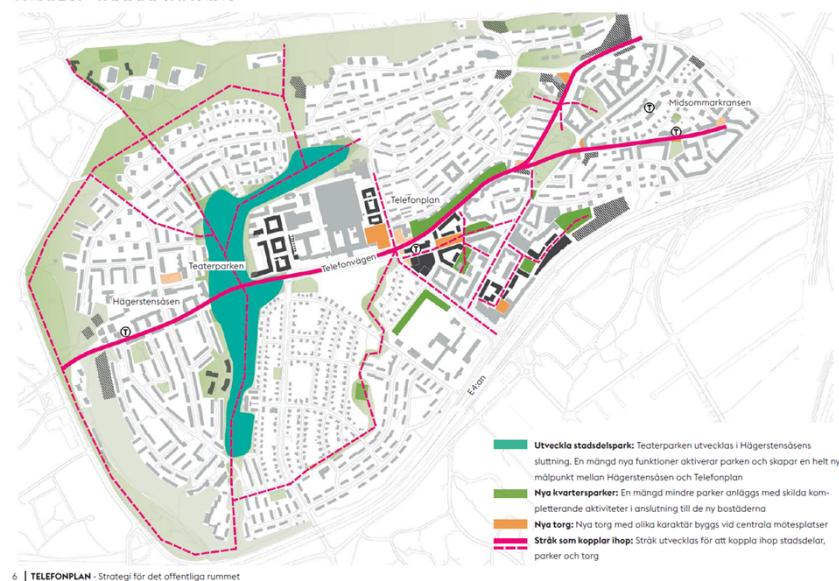 Midsommarkransen
T
T
Telefonplan
T
Teaterparken
Telefonvägen
Hägerstensåsen
T
E4:an
Utveckla stadsdelspark: Teaterparken utvecklas i Hägerstensåsens
sluttning. En mängd nya funktioner aktiverar parken och skapar en helt ny
målpunkt mellan Hägerstensåsen och Telefonplan
Nya kvartersparker: En mängd mindre parker anläggs med skilda kom-
pletterande aktiviteter i anslutning till de ny bostäderna
Nya torg: Nya torg med olika karaktär byggs vid centrala mötesplatser
Stråk som kopplar ihop: Stråk utvecklas för att koppla ihop stadsdelar,
parker och torg
6 | TELEFONPLAN - Strategi för det offentliga rummet